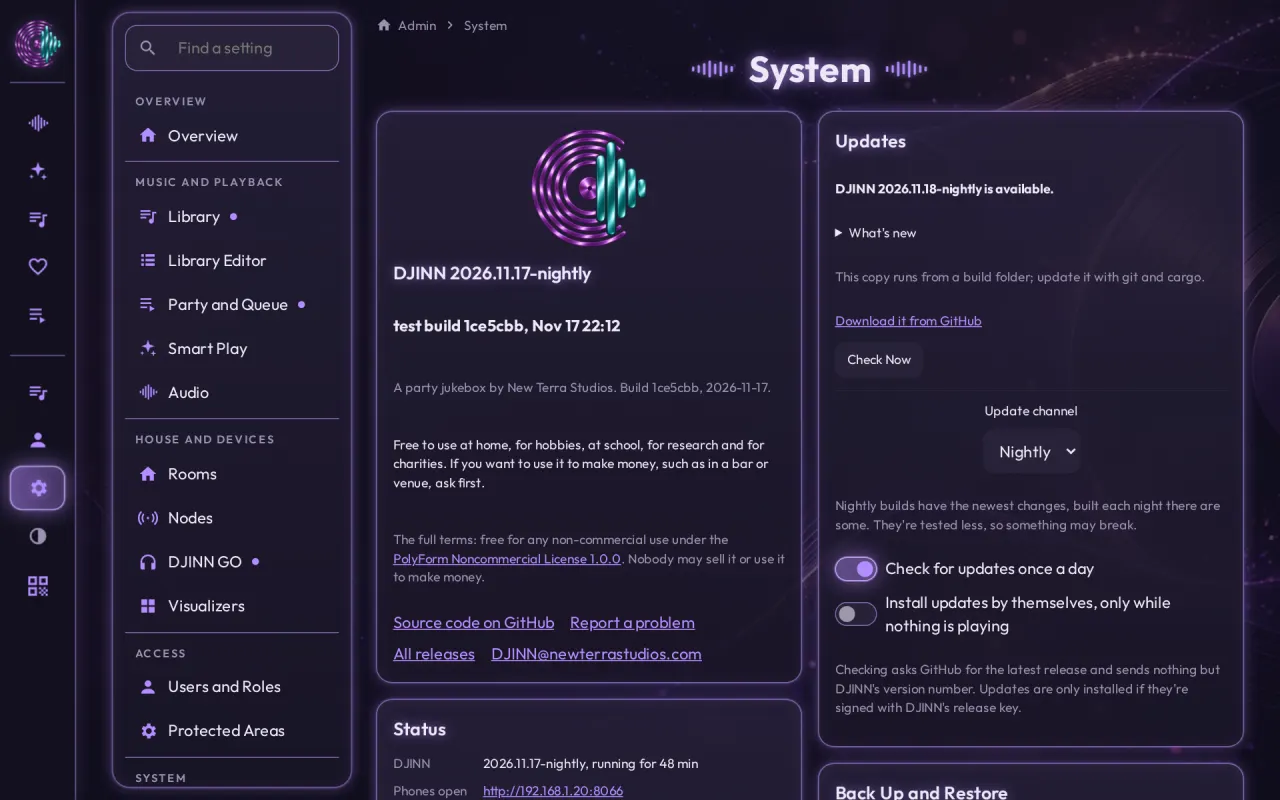 Find a setting
OVERVIEW
Overview
MUSIC AND PLAYBACK
Library
Library Editor
Party and Queue
Smart Play
Audio
HOUSE AND DEVICES
Rooms
Nodes
DJINN GO
Visualizers
ACCESS
Users and Roles
Protected Areas
SYSTEM
Admin > System
System
DJINN 2026.11.17-nightly
test build 1ce5cbb, Nov 17 22:12
A party jukebox by New Terra Studios. Build 1ce5cbb, 2026-11-17.
Free to use at home, for hobbies, at school, for research and for
charities. If you want to use it to make money, such as in a bar or
venue, ask first.
The full terms: free for any non-commercial use under the
PolyForm Noncommercial License 1.0.0. Nobody may sell it or use it
to make money.
Source code on GitHub Report a problem
All releases DJINN@newterrastudios.com
Status
DJINN 2026.11.17-nightly, running for 48 min
Phones open http://192.168.1.20:8066
Updates
DJINN 2026.11.18-nightly is available.
What's new
This copy runs from a build folder; update it with git and cargo.
Download it from GitHub
Check Now
Update channel
Nightly
Nightly builds have the newest changes, built each night there are
some. They're tested less, so something may break.
Check for updates once a day
Install updates by themselves, only while
nothing is playing
Checking asks GitHub for the latest release and sends nothing but
DJINN's version number. Updates are only installed if they're
signed with DJINN's release key.
Back Up and Restore